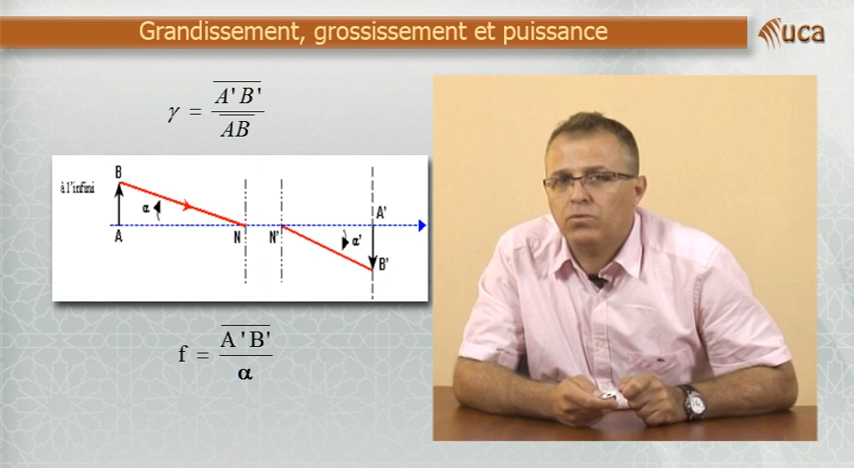 Grandissement, grossissement et puissance
uca
γ = A'B' / AB
B
à l'infini
α
A'
A
N
N'
α'
B'
f = A'B' / α